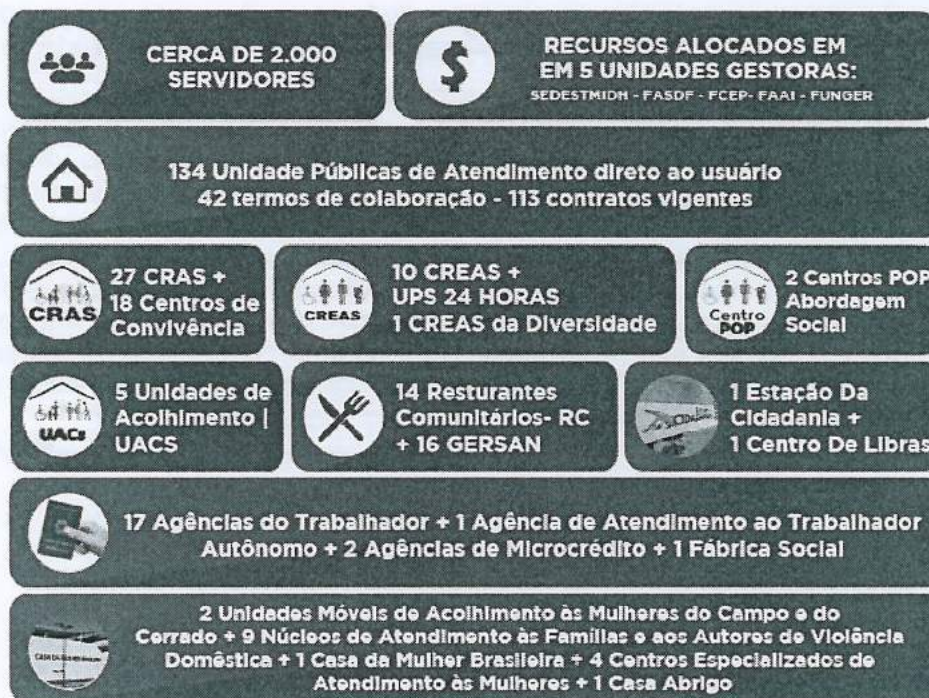 CERCA DE 2.000
SERVIDORES
RECURSOS ALOCADOS EM
EM 5 UNIDADES GESTORAS:
SEDESTMIDH - FASDF - FCEP- FAAI - FUNGER
134 Unidade Públicas de Atendimento direto ao usuário
42 termos de colaboração - 113 contratos vigentes
CRAS
27 CRAS +
18 Centros de
Convivência
CREAS
10 CREAS +
UPS 24 HORAS
1 CREAS da Diversidade
Centro
POP
2 Centros POP
Abordagem
Social
UACs
5 Unidades de
Acolhimento |
UACS
14 Resturantes
Comunitários- RC
+ 16 GERSAN
1 Estação Da
Cidadania +
1 Centro De Libras
17 Agências do Trabalhador + 1 Agência de Atendimento ao Trabalhador
Autônomo + 2 Agências de Microcrédito + 1 Fábrica Social
2 Unidades Móveis de Acolhimento às Mulheres do Campo e do
Cerrado + 9 Núcleos de Atendimento às Famílias e aos Autores de Violência
Doméstica + 1 Casa da Mulher Brasileira + 4 Centros Especializados de
Atendimento às Mulheres + 1 Casa Abrigo